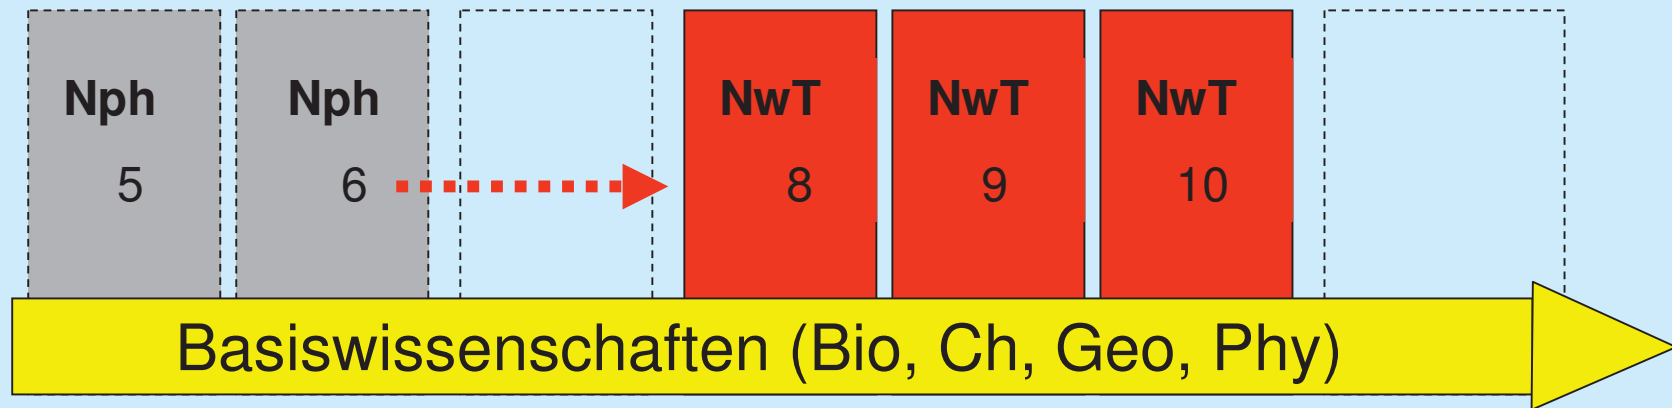 Nph Nph NwT NwT NwT
5 6 8 9 10
Basiswissenschaften (Bio, Ch, Geo, Phy)